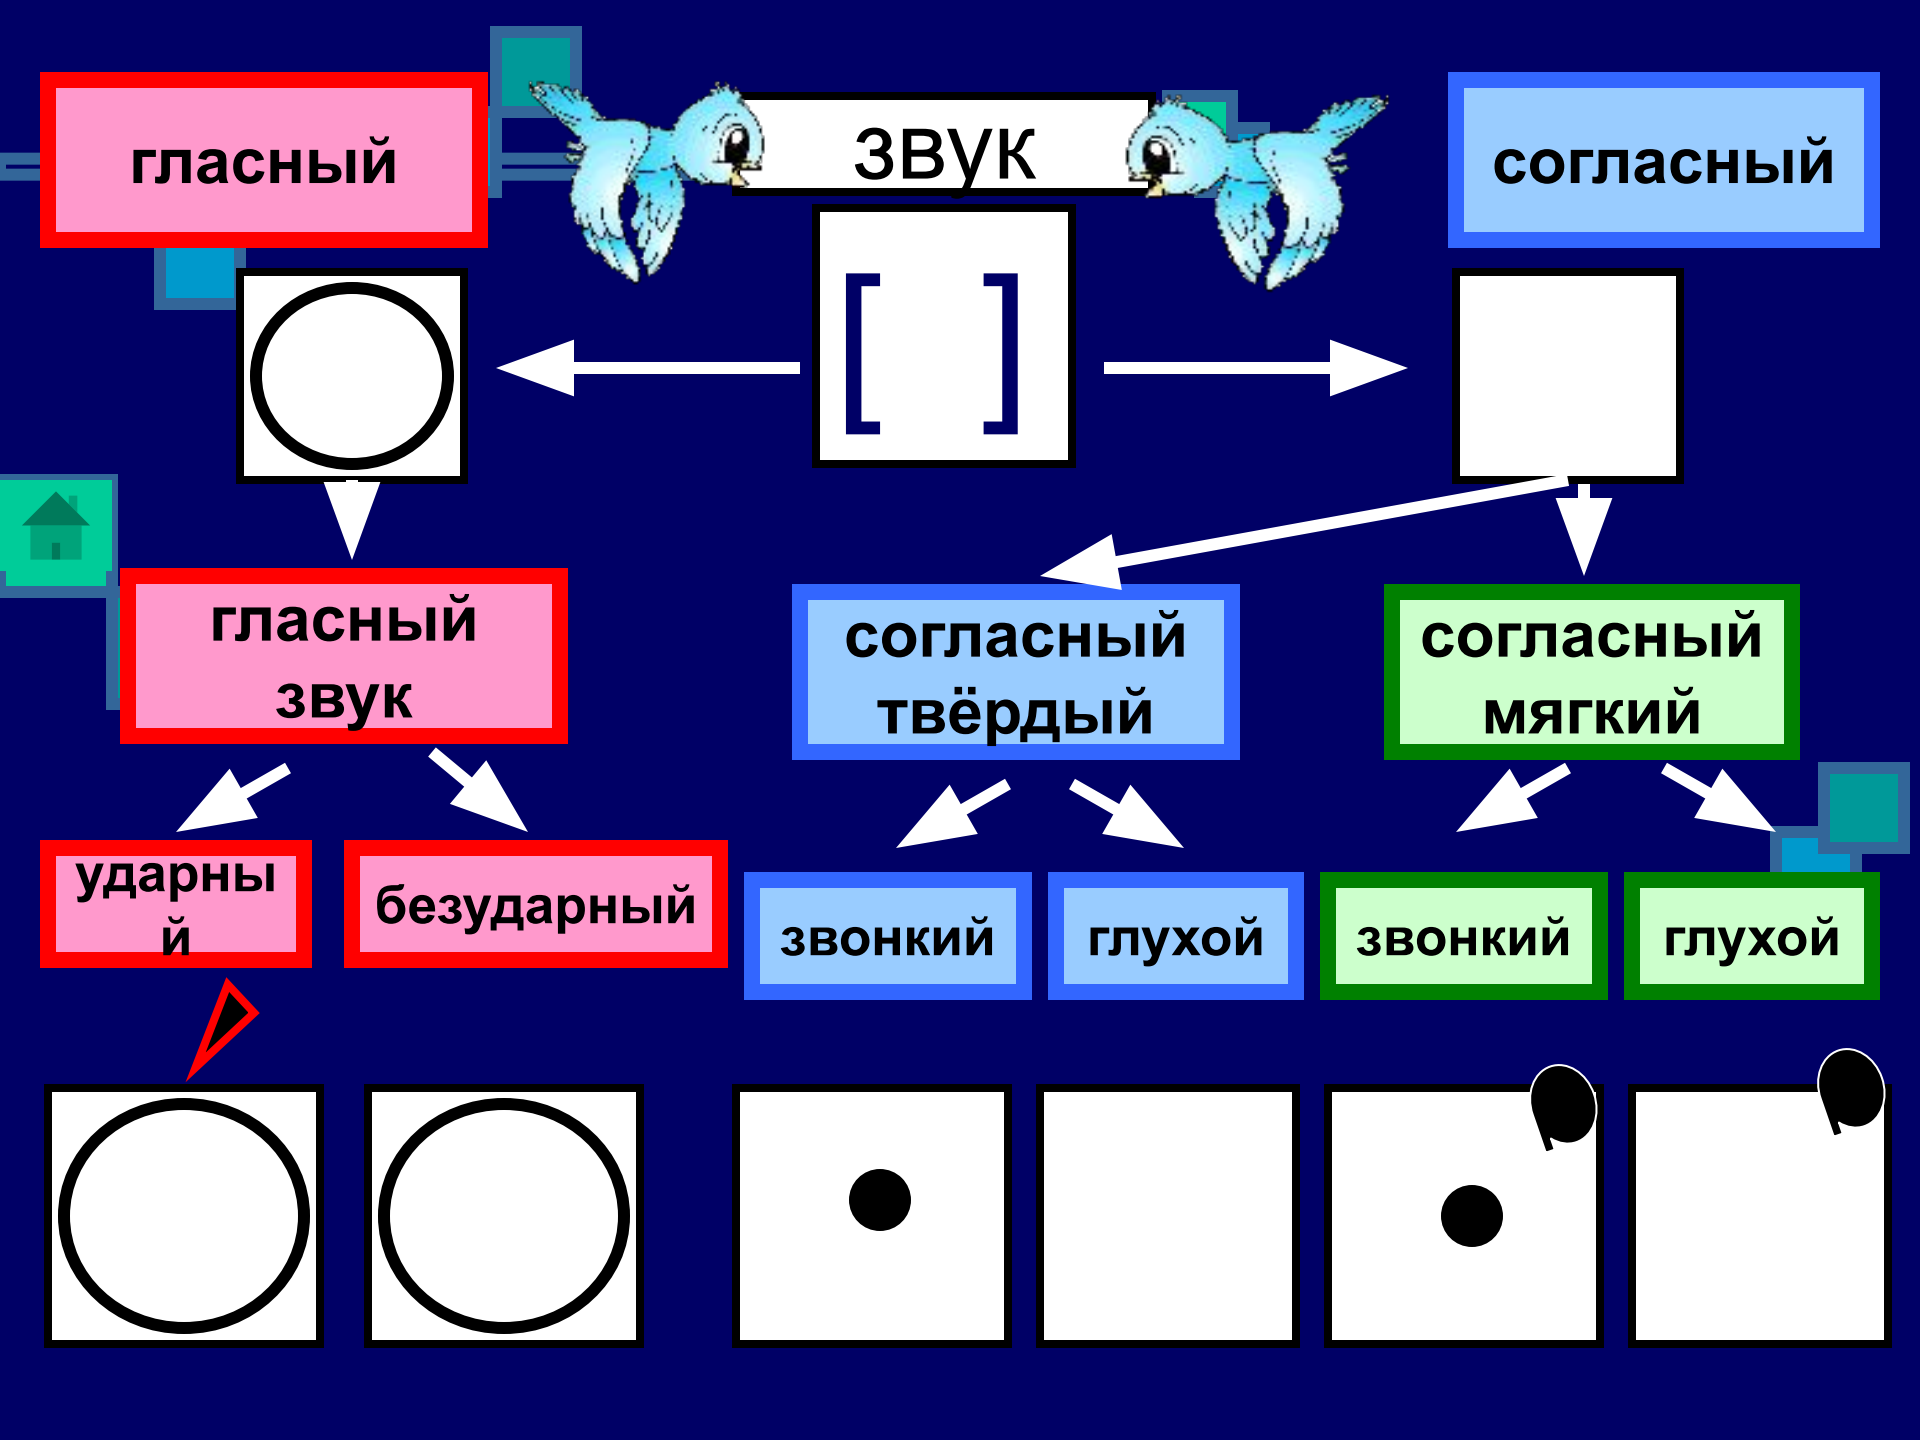 гласный
звук
согласный
[ ]
гласный
звук
согласный
твёрдый
согласный
мягкий
ударны
й
безударный
звонкий
глухой
звонкий
глухой